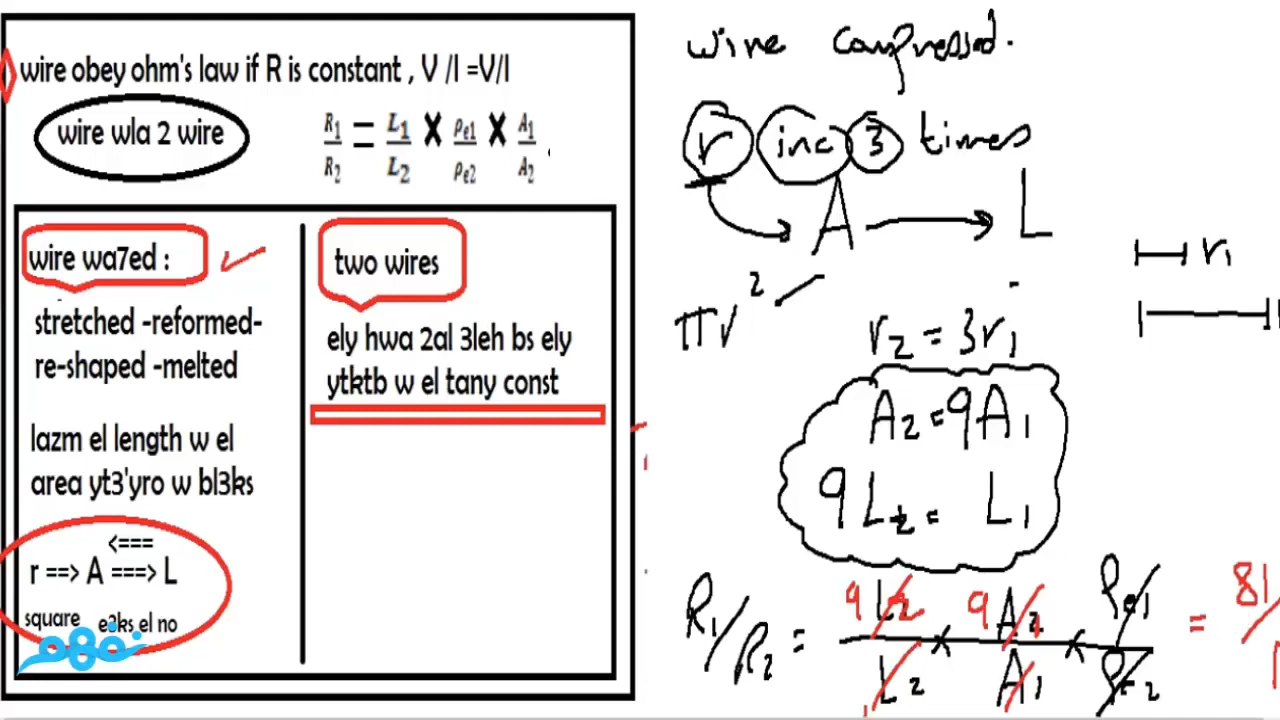 wire obey ohm's law if R is constant , V /I =V/I
wire wla 2 wire
R1/R2 = L1/L2 × ρe1/ρe2 × A1/A2 .
wire wa7ed :
stretched -reformed-
re-shaped -melted
lazm el length w el
area yt3'yro w bl3ks
<===
r ==> A ===> L
square e3ks el no
two wires
ely hwa 2al 3leh bs ely
ytktb w el tany const
wire compressed.
r inc 3 times
A → L
πr²
r1
r2 = 3r1
A2 = 9A1
9L2 = L1
R1/R2 = 9L2/L2 × 9A1/A1 × ρe1/ρe2 = 81/1